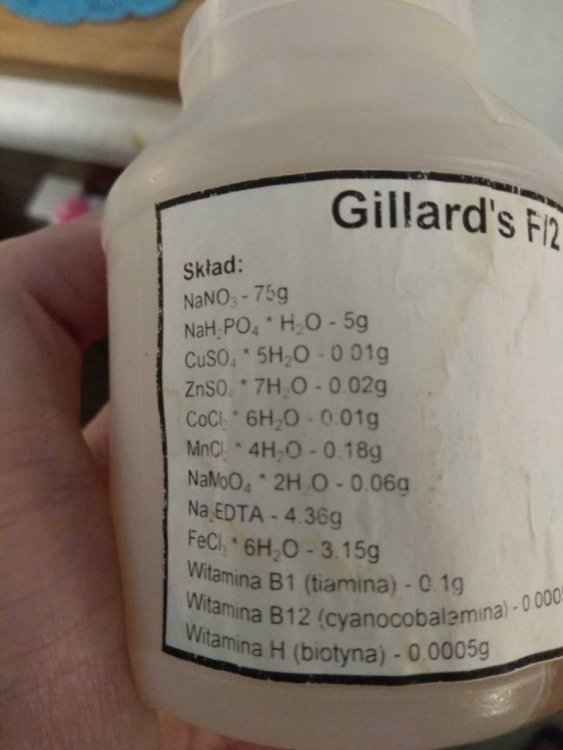 Gillard's F/2
Skład:
NaNO₃ - 75g
NaH₂PO₄ * H₂O - 5g
CuSO₄ * 5H₂O - 0.01g
ZnSO₄ * 7H₂O - 0.02g
CoCl₂ * 6H₂O - 0.01g
MnCl₂ * 4H₂O - 0.18g
NaMoO₄ * 2H₂O - 0.06g
Na₂EDTA - 4.36g
FeCl₃ * 6H₂O - 3.15g
Witamina B1 (tiamina) - 0.1g
Witamina B12 (cyanocobalamina) - 0.000
Witamina H (biotyna) - 0.0005g